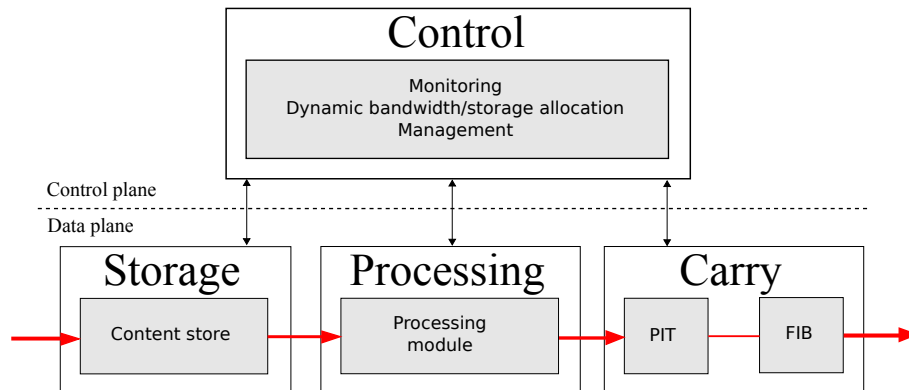 Control
Monitoring
Dynamic bandwidth/storage allocation
Management
Control plane
Data plane
Storage
Processing
Carry
Content store
Processing
module
PIT
FIB